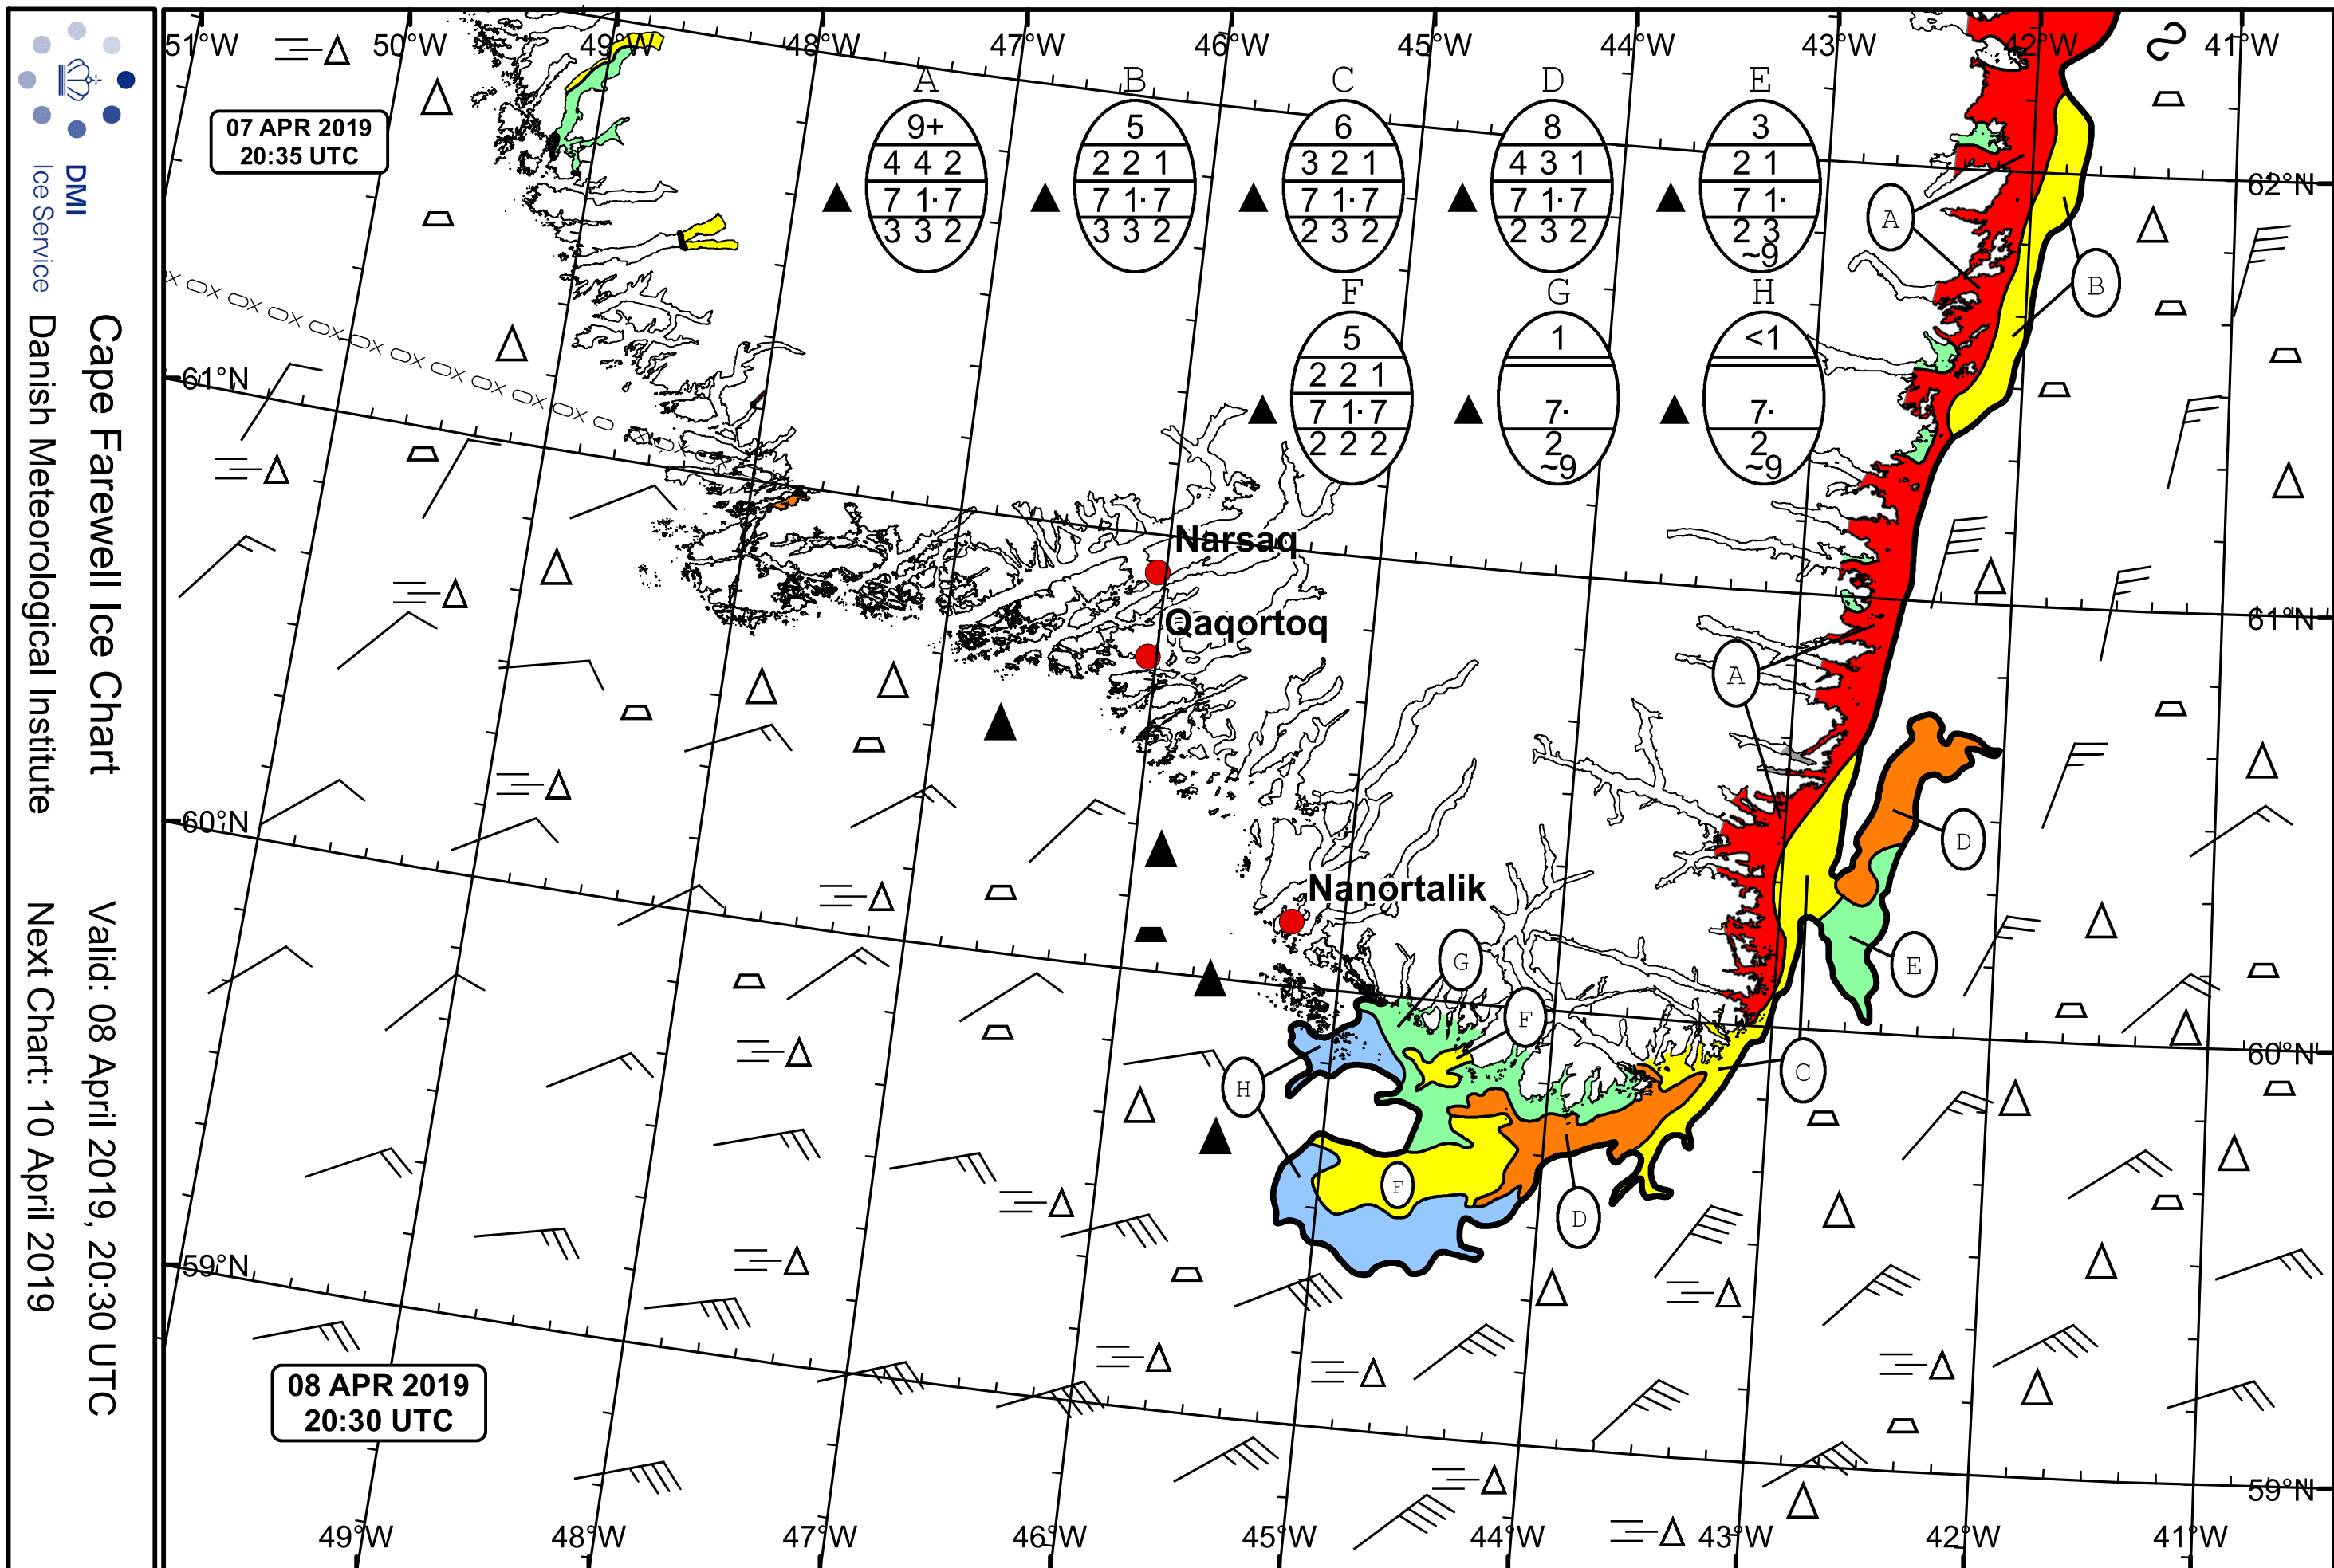 DMI
Ice Service
Cape Farewell Ice Chart
Danish Meteorological Institute
Valid: 08 April 2019, 20:30 UTC
Next Chart: 10 April 2019
51°W 50°W 49°W 48°W 47°W 46°W 45°W 44°W 43°W 42°W 41°W
07 APR 2019
20:35 UTC
A B C D E
9+ 5 6 8 3
4 4 2 2 2 1 3 2 1 4 3 1 2 1
7 1·7 7 1·7 7 1·7 7 1·7 7 1·
3 3 2 3 3 2 2 3 2 2 3 2 2 3
~9
F G H
5 1 <1
2 2 1
7 1·7 7· 7·
2 2 2 2 2
~9 ~9
62°N
A
B
61°N
Narsaq
61°N
Qaqortoq
A
60°N
D
Nanortalik
G
E
F
60°N
C
H
F
D
59°N
08 APR 2019
20:30 UTC
59°N
49°W 48°W 47°W 46°W 45°W 44°W 43°W 42°W 41°W